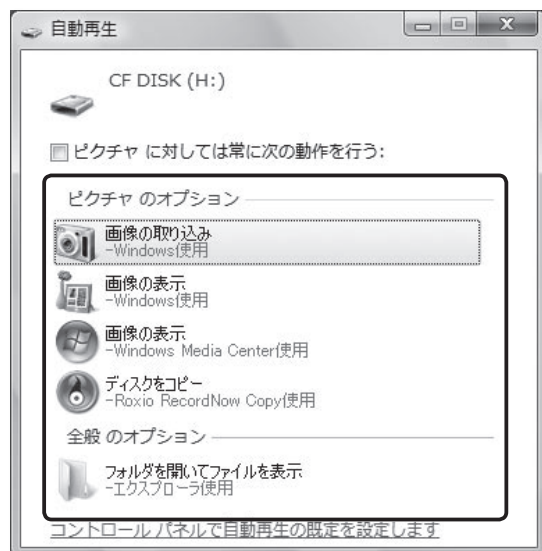 自動再生
CF DISK (H:)
ピクチャ に対しては常に次の動作を行う:
ピクチャ のオプション
画像の取り込み
-Windows使用
画像の表示
-Windows使用
画像の表示
-Windows Media Center使用
ディスクをコピー
-Roxio RecordNow Copy使用
全般 のオプション
フォルダを開いてファイルを表示
-エクスプローラ使用
コントロール パネルで自動再生の既定を設定します